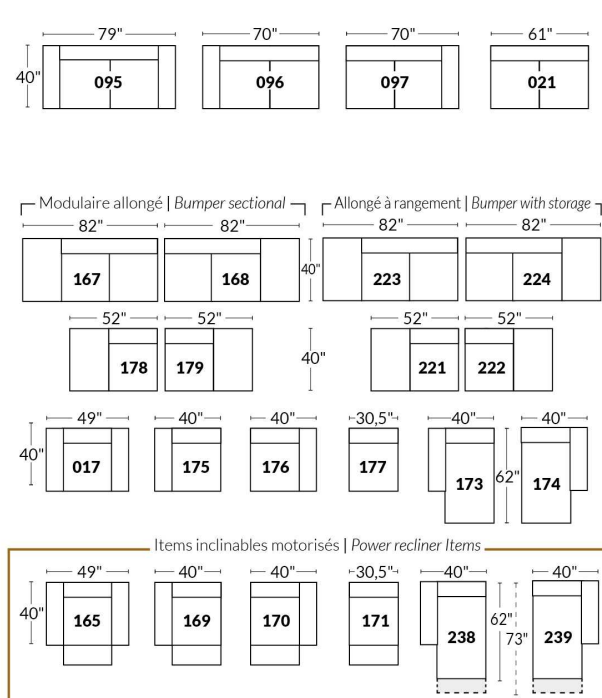 79" 70" 70" 61"
40" 095 096 097 021
Modulaire allongé | Bumper sectional Allongé à rangement | Bumper with storage
82" 82" 82" 82"
167 168 40" 223 224
52" 52" 52" 52"
178 179 40" 221 222
49" 40" 40" 30,5" 40" 40"
40" 017 175 176 177 173 62" 174
Items inclinables motorisés | Power recliner Items
49" 40" 40" 30,5" 40" 40"
40" 165 169 170 171 238 62" 73" 239